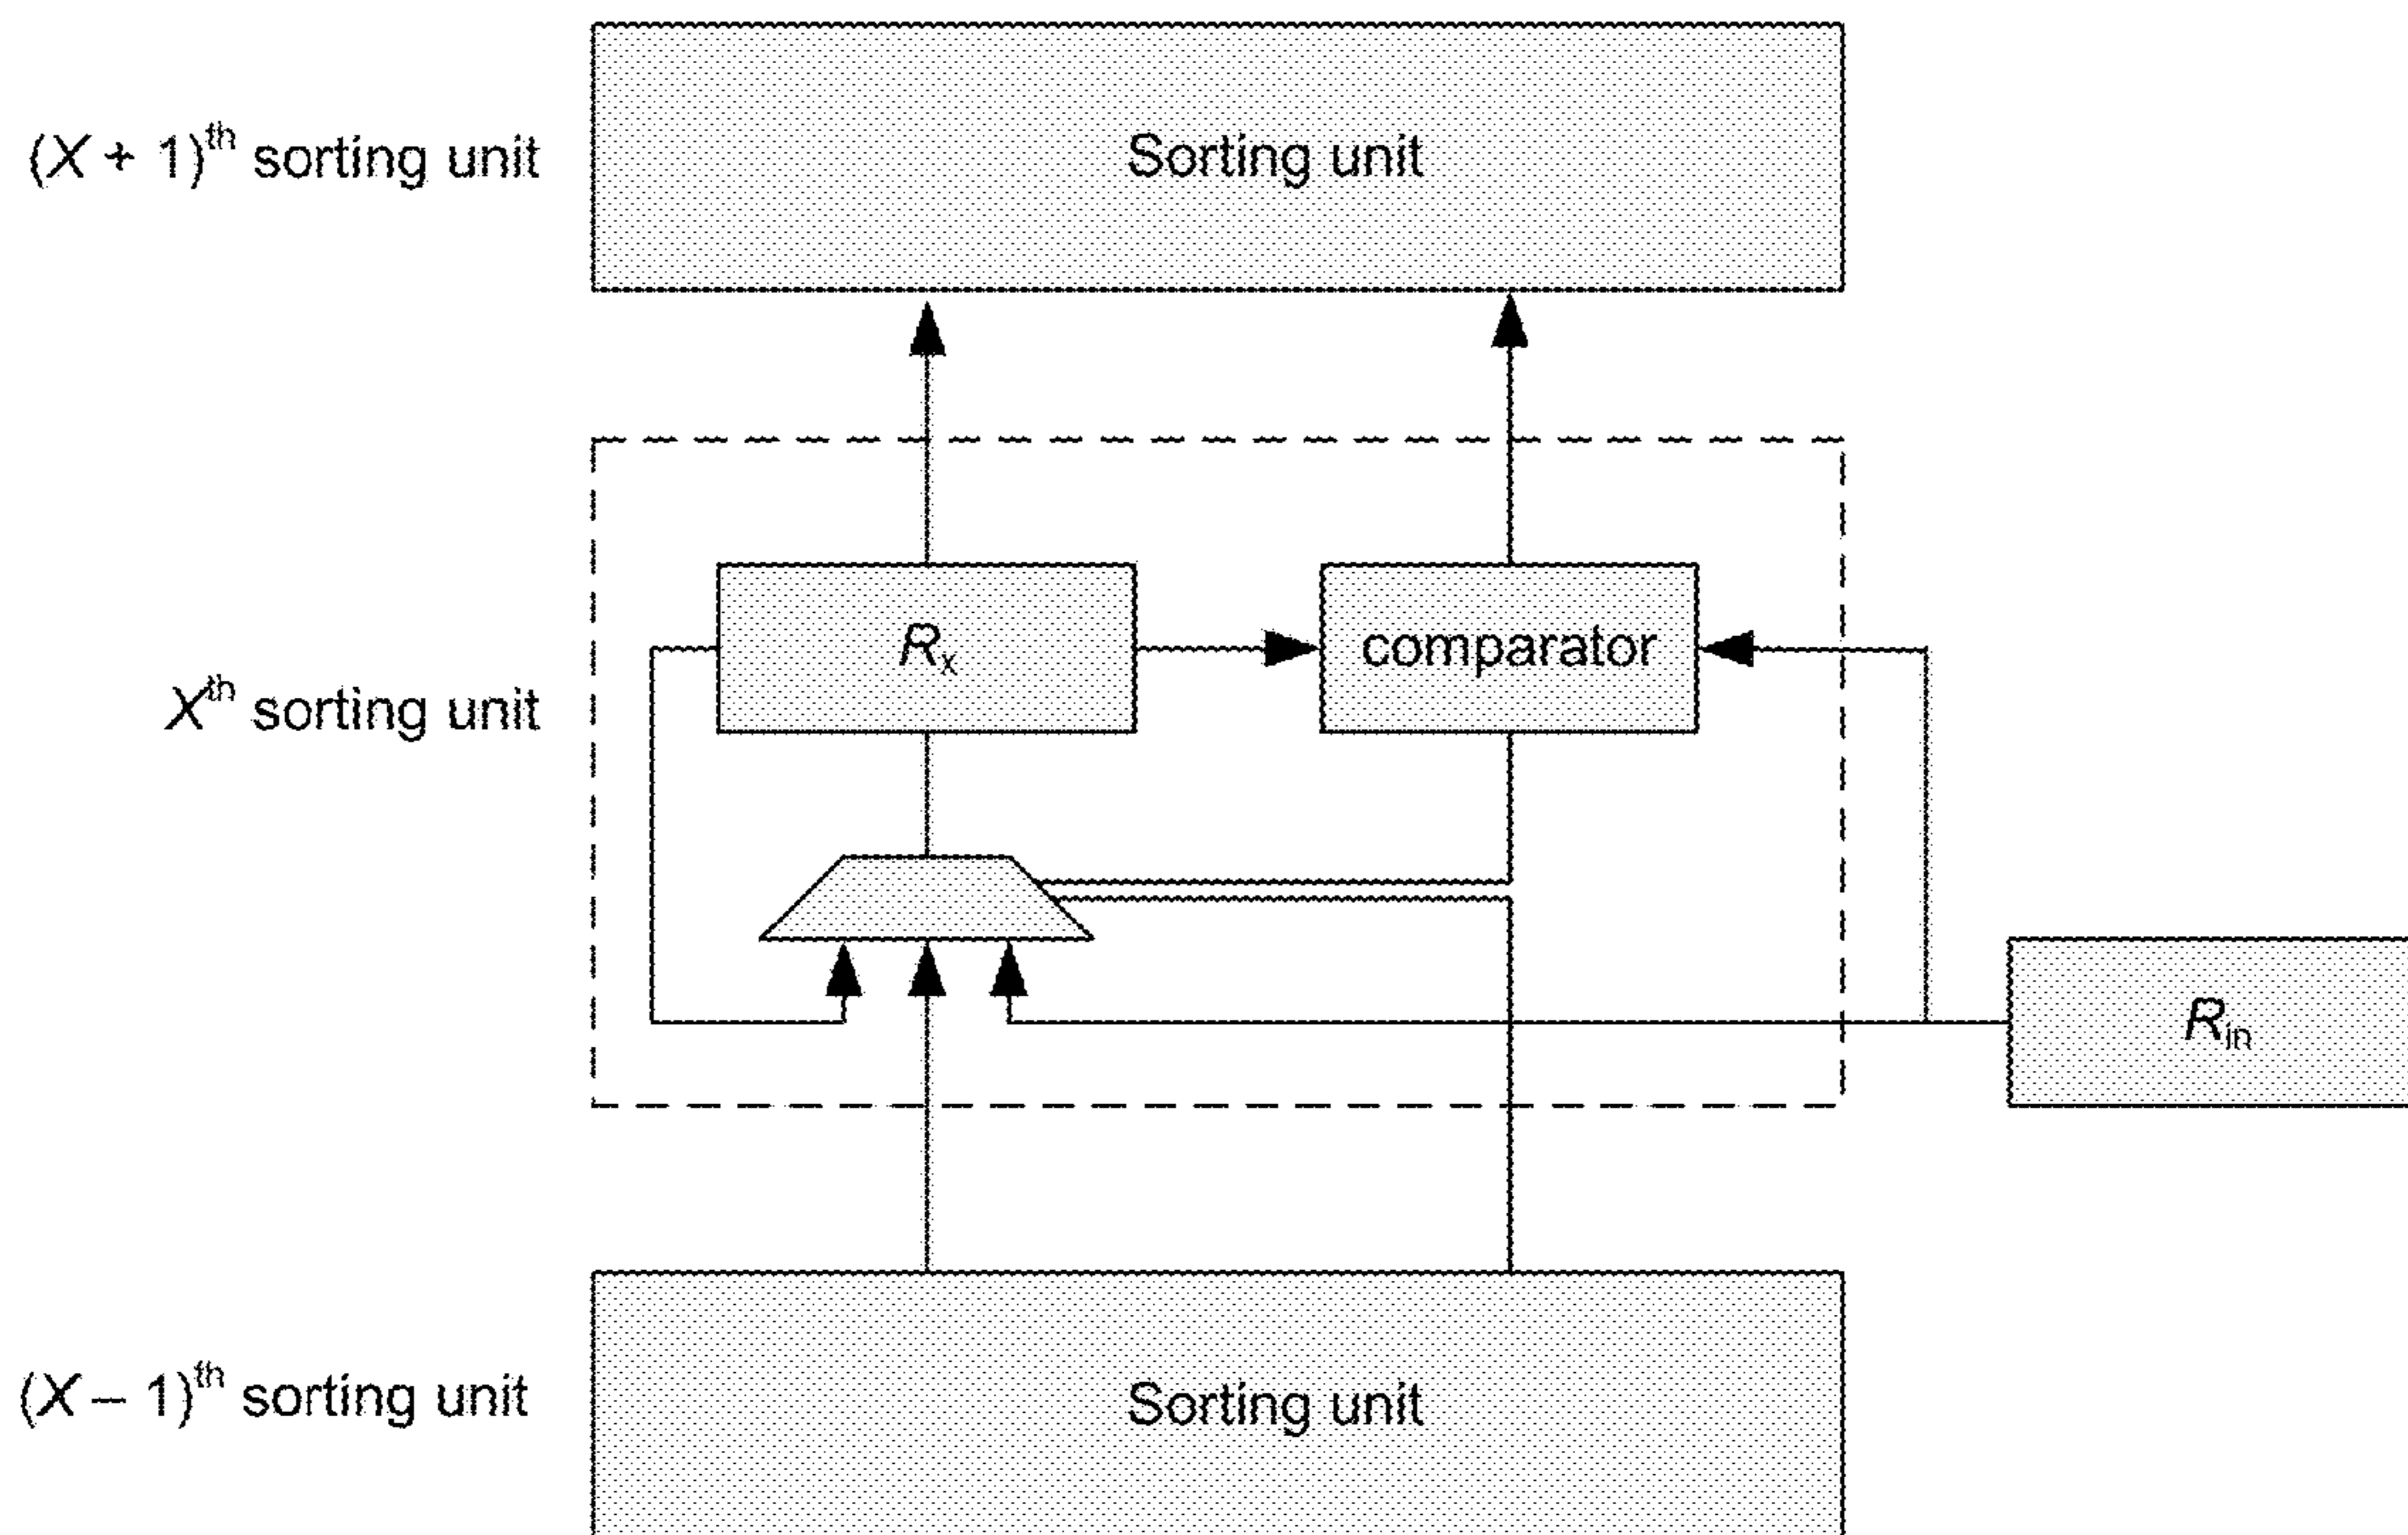 (X + 1)th sorting unit
Sorting unit
Rx
comparator
Xth sorting unit
Rin
(X – 1)th sorting unit
Sorting unit